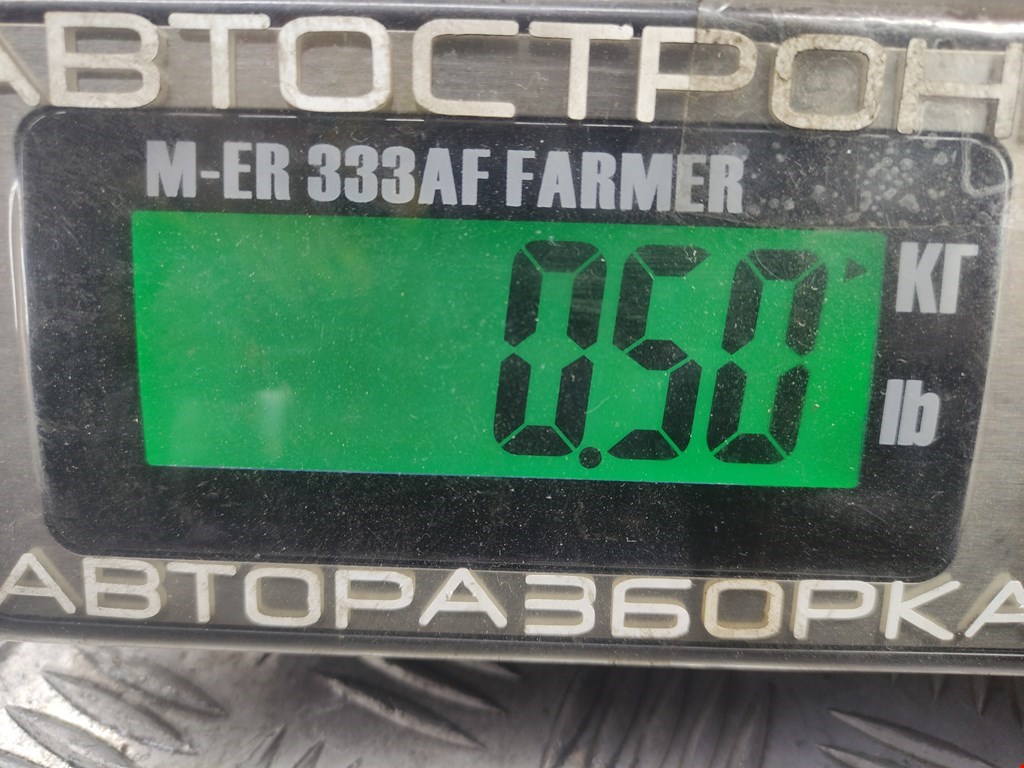 АВТОСТРОН
M-ER 333AF FARMER
0.50
КГ
lb
АВТОРАЗБОРКА